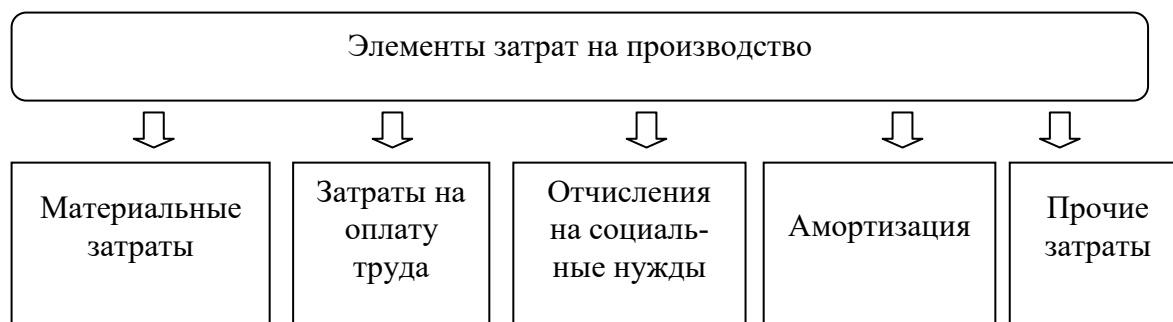 Элементы затрат на производство
Материальные
затраты
Затраты на
оплату
труда
Отчисления
на социаль-
ные нужды
Амортизация
Прочие
затраты